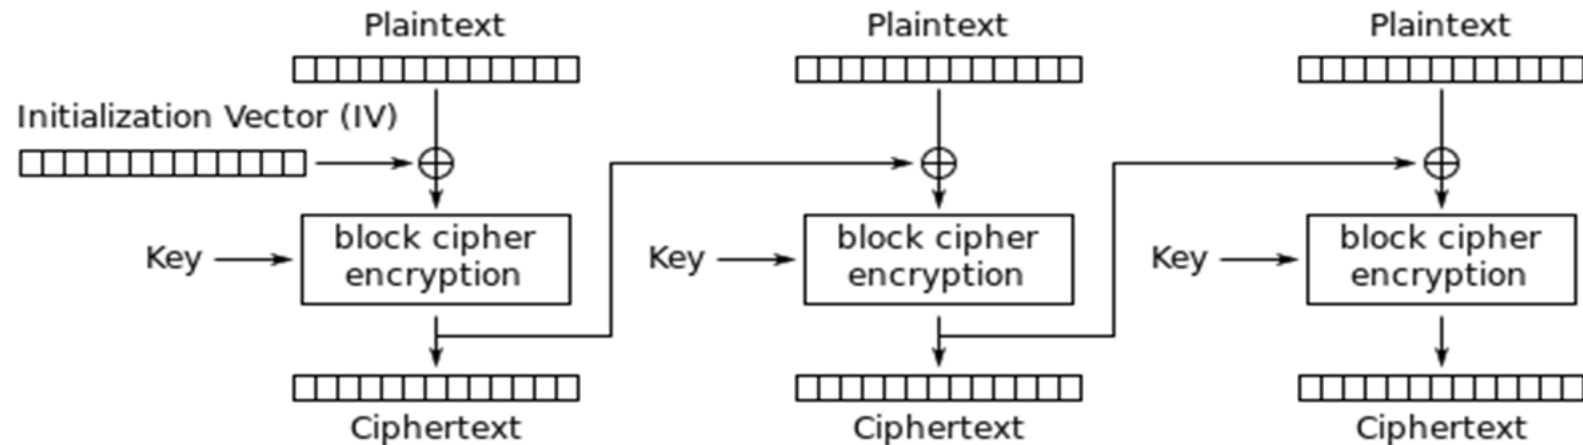 Plaintext
Plaintext
Plaintext
Initialization Vector (IV)
Key
block cipher
encryption
Key
block cipher
encryption
Key
block cipher
encryption
Ciphertext
Ciphertext
Ciphertext